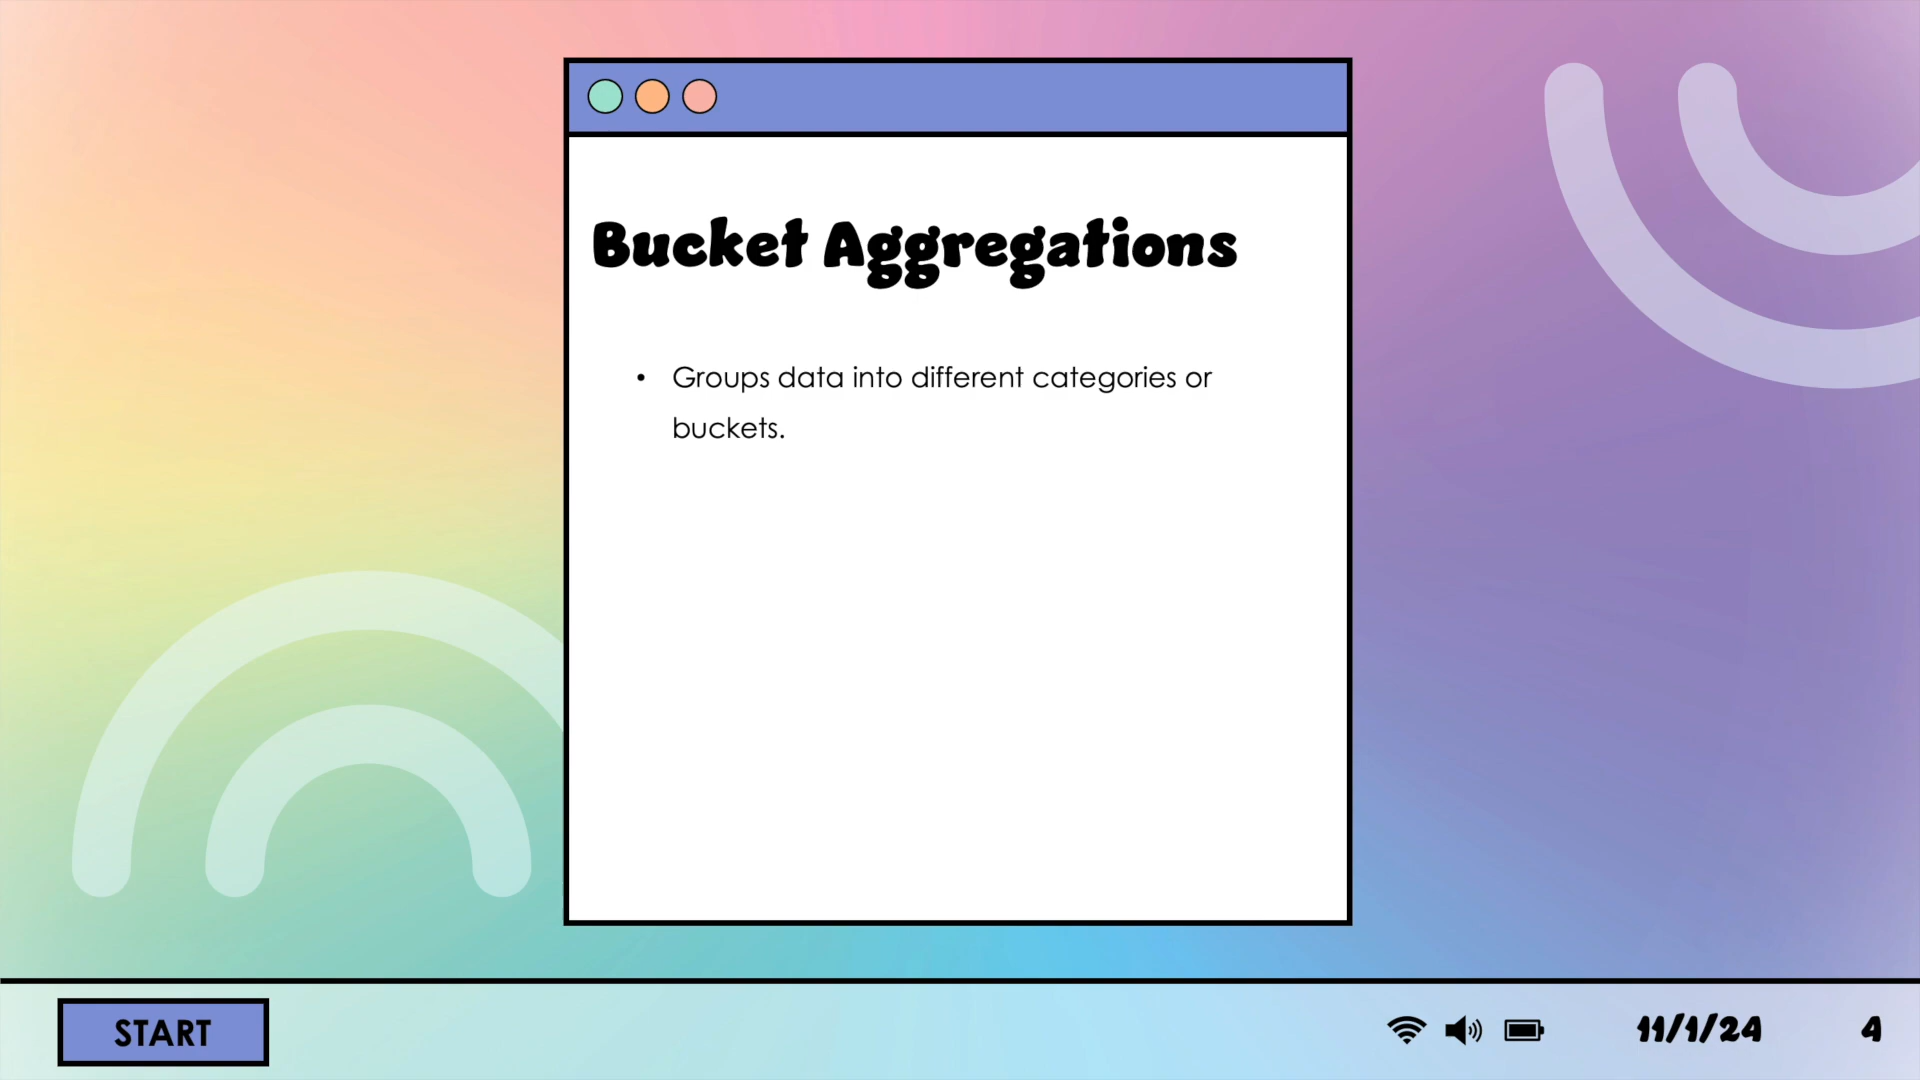 Bucket Aggregations
• Groups data into different categories or
buckets.
START
11/1/24
4